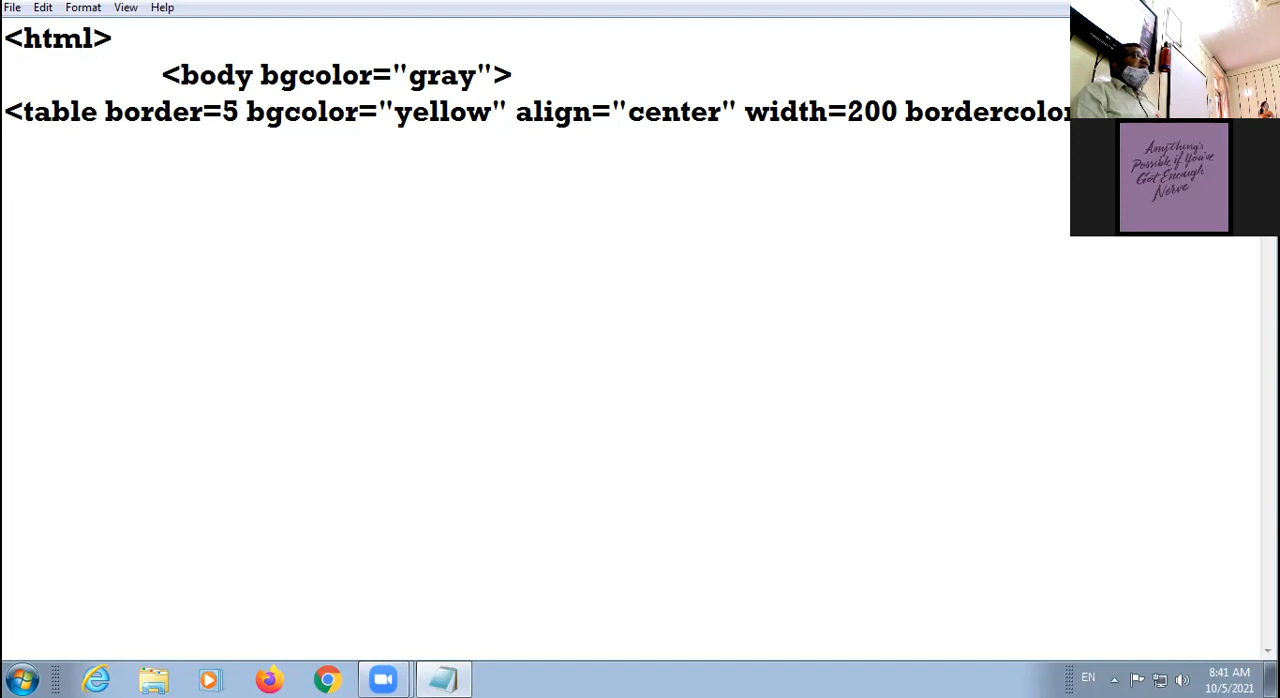 File Edit Format View Help
<html>
<body bgcolor="gray">
<table border=5 bgcolor="yellow" align="center" width=200 bordercolor
Anything's
Possible if You've
Got Enough
Nerve
EN
8:41 AM
10/5/2021